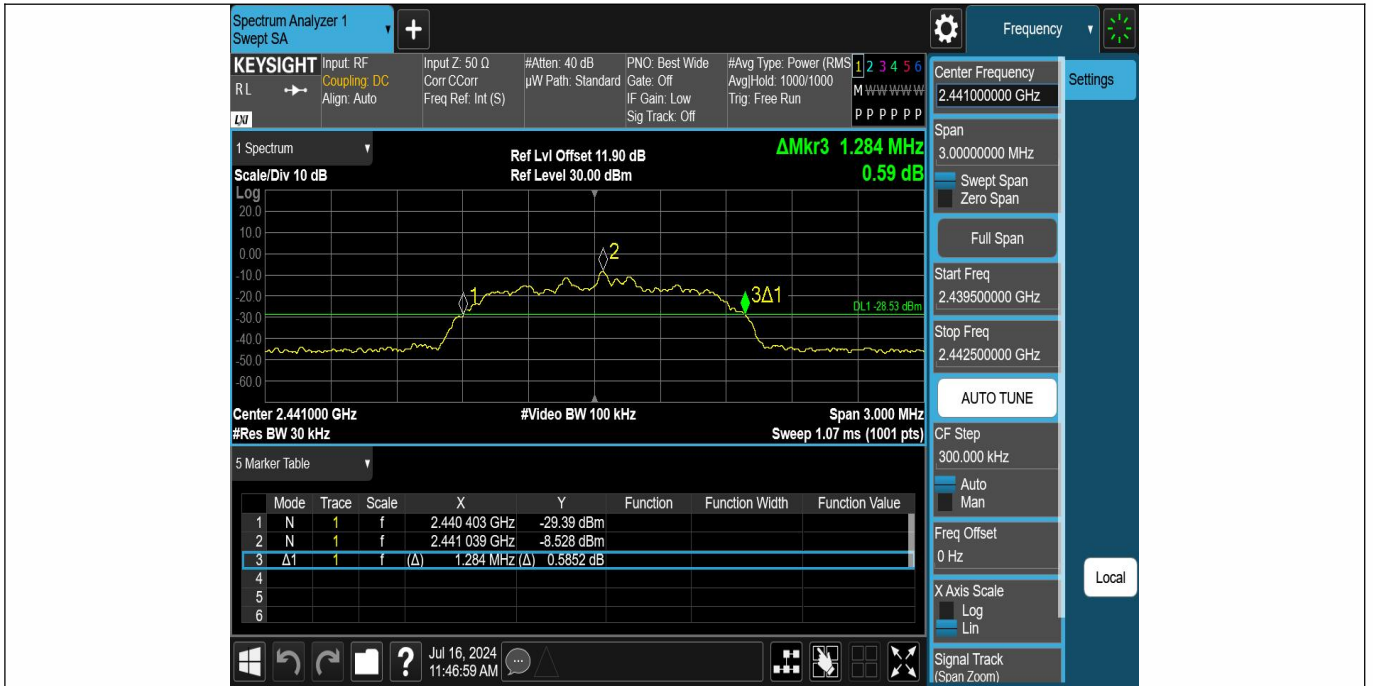 Spectrum Analyzer 1
Swept SA
+
Frequency
KEYSIGHT
RL
LXI
Input: RF
Coupling: DC
Align: Auto
Input Z: 50 Ω
Corr CCorr
Freq Ref: Int (S)
#Atten: 40 dB
µW Path: Standard
PNO: Best Wide
Gate: Off
IF Gain: Low
Sig Track: Off
#Avg Type: Power (RMS
Avg|Hold: 1000/1000
Trig: Free Run
1 2 3 4 5 6
M W W W W W
P P P P P P
Center Frequency
2.441000000 GHz
Settings
Span
3.00000000 MHz
Swept Span
Zero Span
Full Span
Start Freq
2.439500000 GHz
Stop Freq
2.442500000 GHz
AUTO TUNE
CF Step
300.000 kHz
Auto
Man
Freq Offset
0 Hz
X Axis Scale
Log
Lin
Signal Track
(Span Zoom)
Local
1 Spectrum
Scale/Div 10 dB
Ref Lvl Offset 11.90 dB
Ref Level 30.00 dBm
ΔMkr3 1.284 MHz
0.59 dB
Log
20.0
10.0
0.00
-10.0
-20.0
-30.0
-40.0
-50.0
-60.0
1
2
3Δ1
DL1 -28.53 dBm
Center 2.441000 GHz
#Res BW 30 kHz
#Video BW 100 kHz
Span 3.000 MHz
Sweep 1.07 ms (1001 pts)
5 Marker Table
Mode Trace Scale X Y Function Function Width Function Value
1 N 1 f 2.440 403 GHz -29.39 dBm
2 N 1 f 2.441 039 GHz -8.528 dBm
3 Δ1 1 f (Δ) 1.284 MHz (Δ) 0.5852 dB
4
5
6
?
Jul 16, 2024
11:46:59 AM